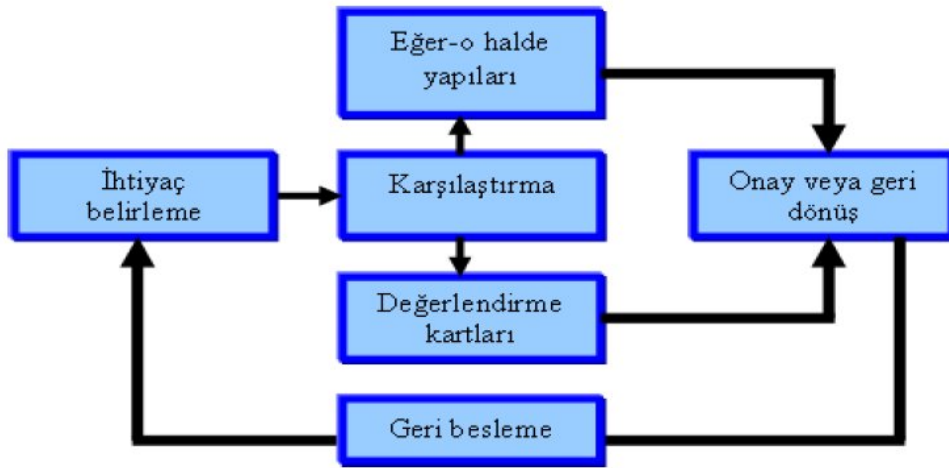 Eğer-o halde
yapıları
İhtiyaç
belirleme
Karşılaştırma
Onay veya geri
dönüş
Değerlendirme
kartları
Geri besleme